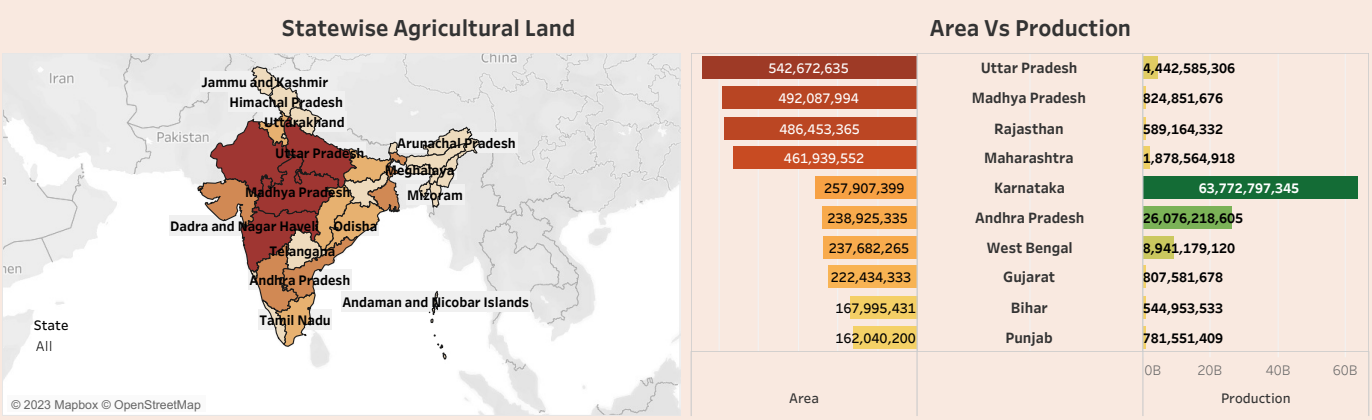 Statewise Agricultural Land
Iran
China
Pakistan
Jammu and Kashmir
Himachal Pradesh
Uttarakhand
Arunachal Pradesh
Uttar Pradesh
Meghalaya
Madhya Pradesh
Mizoram
Dadra and Nagar Haveli
Odisha
Telangana
men
Andhra Pradesh
Andaman and Nicobar Islands
Tamil Nadu
State
All
© 2023 Mapbox © OpenStreetMap
Area Vs Production
542,672,635 Uttar Pradesh 4,442,585,306
492,087,994 Madhya Pradesh 824,851,676
486,453,365 Rajasthan 589,164,332
461,939,552 Maharashtra 1,878,564,918
257,907,399 Karnataka 63,772,797,345
238,925,335 Andhra Pradesh 26,076,218,605
237,682,265 West Bengal 8,941,179,120
222,434,333 Gujarat 807,581,678
167,995,431 Bihar 544,953,533
162,040,200 Punjab 781,551,409
0B 20B 40B 60B
Area Production